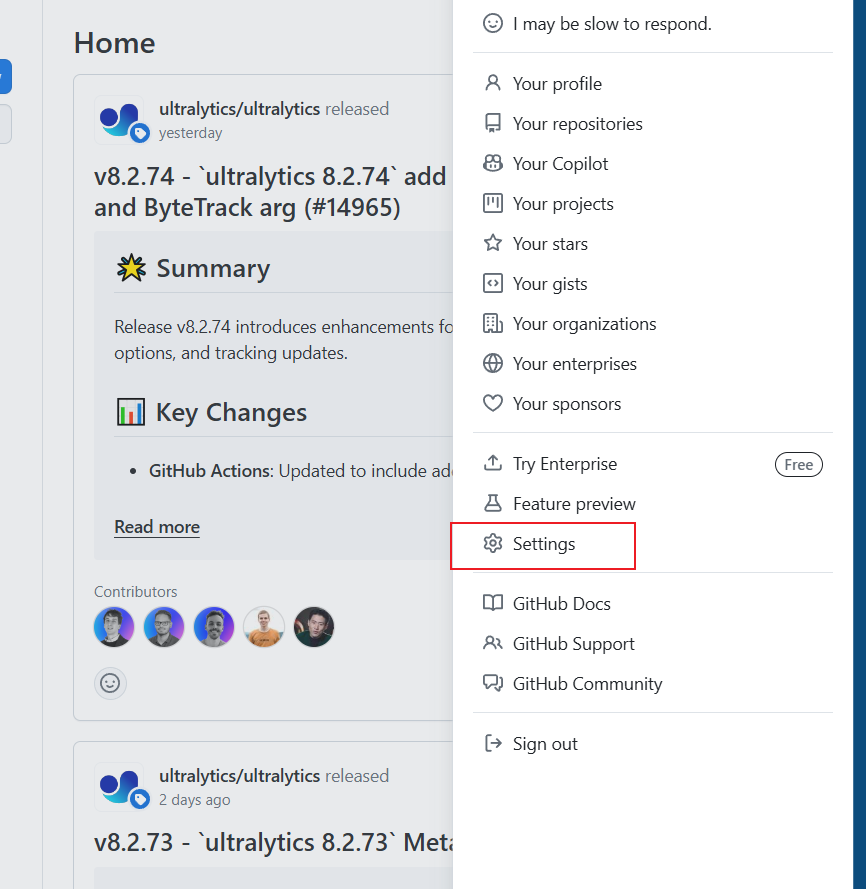 Home
ultralytics/ultralytics released
yesterday
v8.2.74 - `ultralytics 8.2.74` add
and ByteTrack arg (#14965)
Summary
Release v8.2.74 introduces enhancements fo
options, and tracking updates.
Key Changes
• GitHub Actions: Updated to include
Read more
Contributors
ultralytics/ultralytics released
2 days ago
v8.2.73 - `ultralytics 8.2.73` Meta
I may be slow to respond.
Your profile
Your repositories
Your Copilot
Your projects
Your stars
Your gists
Your organizations
Your enterprises
Your sponsors
Try Enterprise
Free
Feature preview
Settings
GitHub Docs
GitHub Support
GitHub Community
Sign out